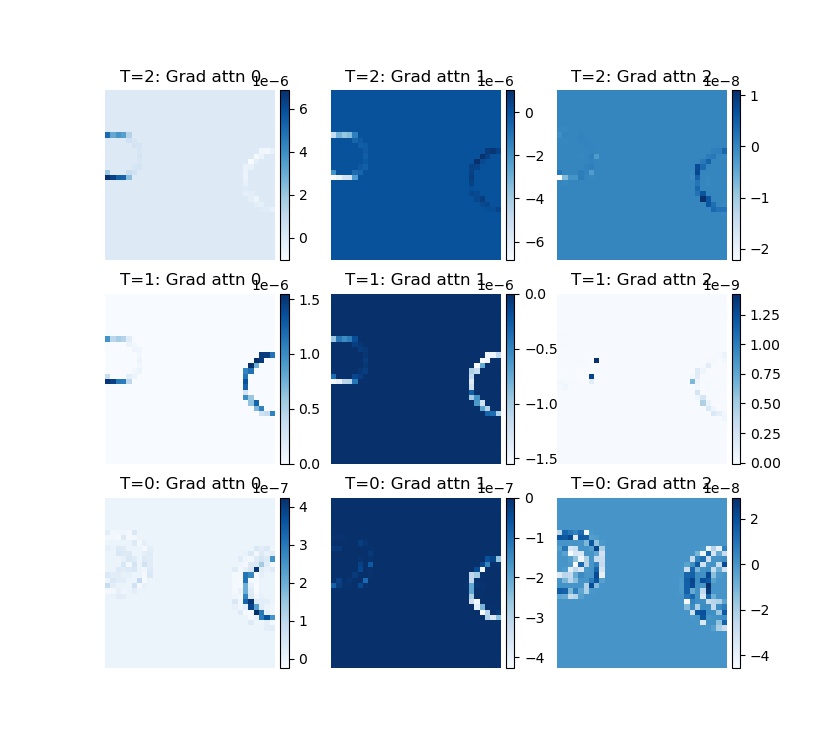 T=2: Grad attn 0
1e−6
T=2: Grad attn 1
1e−6
T=2: Grad attn 2
1e−8
6
4
2
0
0
−2
−4
−6
1
0
−1
−2
T=1: Grad attn 0
1e−6
T=1: Grad attn 1
1e−6
T=1: Grad attn 2
1e−9
1.5
1.0
0.5
0.0
0.0
−0.5
−1.0
−1.5
1.25
1.00
0.75
0.50
0.25
0.00
T=0: Grad attn 0
1e−7
T=0: Grad attn 1
1e−7
T=0: Grad attn 2
1e−8
4
3
2
1
0
0
−1
−2
−3
−4
2
0
−2
−4